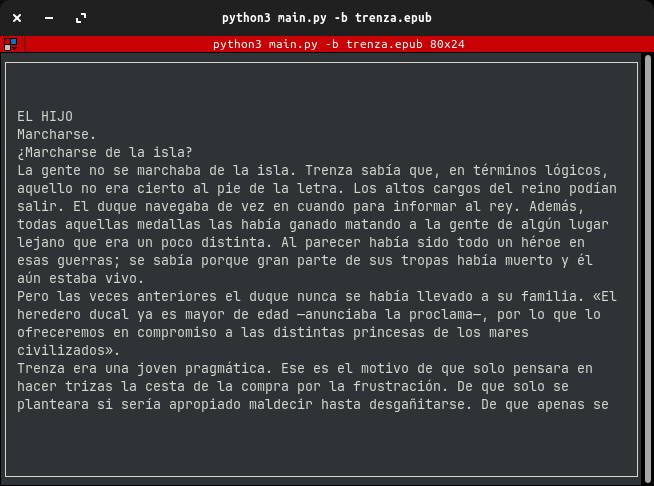 python3 main.py -b trenza.epub
python3 main.py -b trenza.epub 80x24
EL HIJO
Marcharse.
¿Marcharse de la isla?
La gente no se marchaba de la isla. Trenza sabía que, en términos lógicos,
aquello no era cierto al pie de la letra. Los altos cargos del reino podían
salir. El duque navegaba de vez en cuando para informar al rey. Además,
todas aquellas medallas las había ganado matando a la gente de algún lugar
lejano que era un poco distinta. Al parecer había sido todo un héroe en
esas guerras; se sabía porque gran parte de sus tropas había muerto y él
aún estaba vivo.
Pero las veces anteriores el duque nunca se había llevado a su familia. «El
heredero ducal ya es mayor de edad —anunciaba la proclama—, por lo que lo
ofreceremos en compromiso a las distintas princesas de los mares
civilizados».
Trenza era una joven pragmática. Ese es el motivo de que solo pensara en
hacer trizas la cesta de la compra por la frustración. De que solo se
planteara si sería apropiado maldecir hasta desgañitarse. De que apenas se